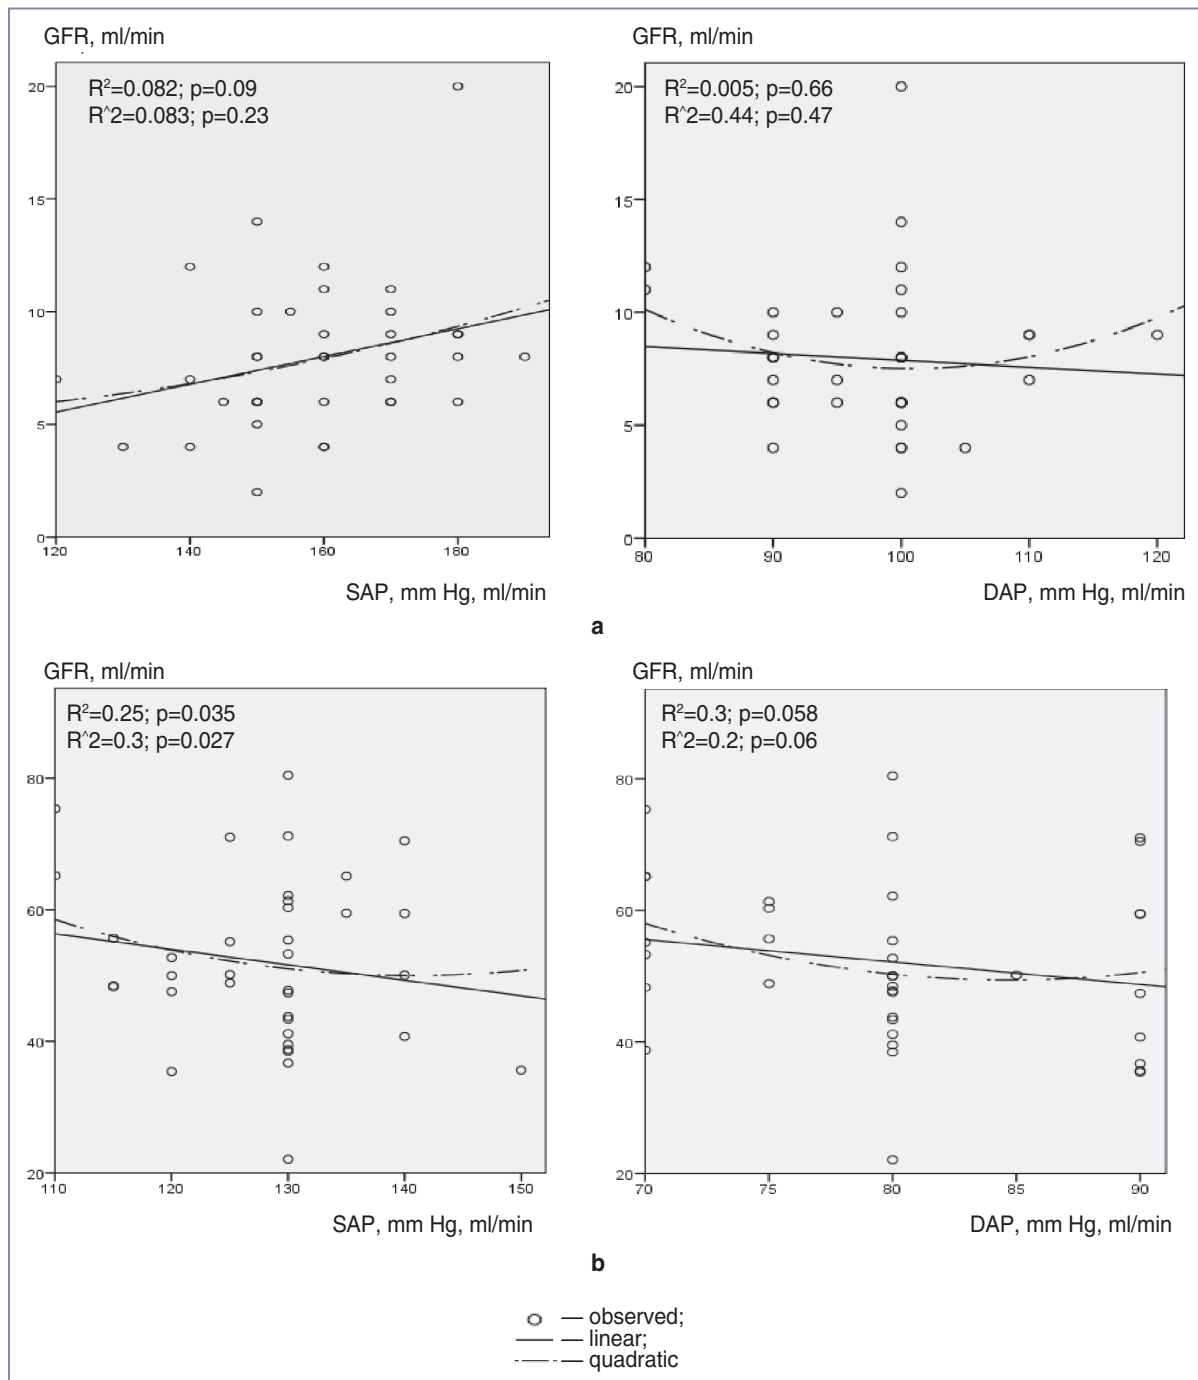 GFR, ml/min
R²=0.082; p=0.09
R^2=0.083; p=0.23
20
15
10
5
0
120 140 160 180
SAP, mm Hg, ml/min
GFR, ml/min
R²=0.005; p=0.66
R^2=0.44; p=0.47
20
15
10
5
0
80 90 100 110 120
DAP, mm Hg, ml/min
a
GFR, ml/min
R²=0.25; p=0.035
R^2=0.3; p=0.027
80
60
40
20
110 120 130 140 150
SAP, mm Hg, ml/min
GFR, ml/min
R²=0.3; p=0.058
R^2=0.2; p=0.06
80
60
40
20
70 75 80 85 90
DAP, mm Hg, ml/min
b
— observed;
— linear;
— quadratic